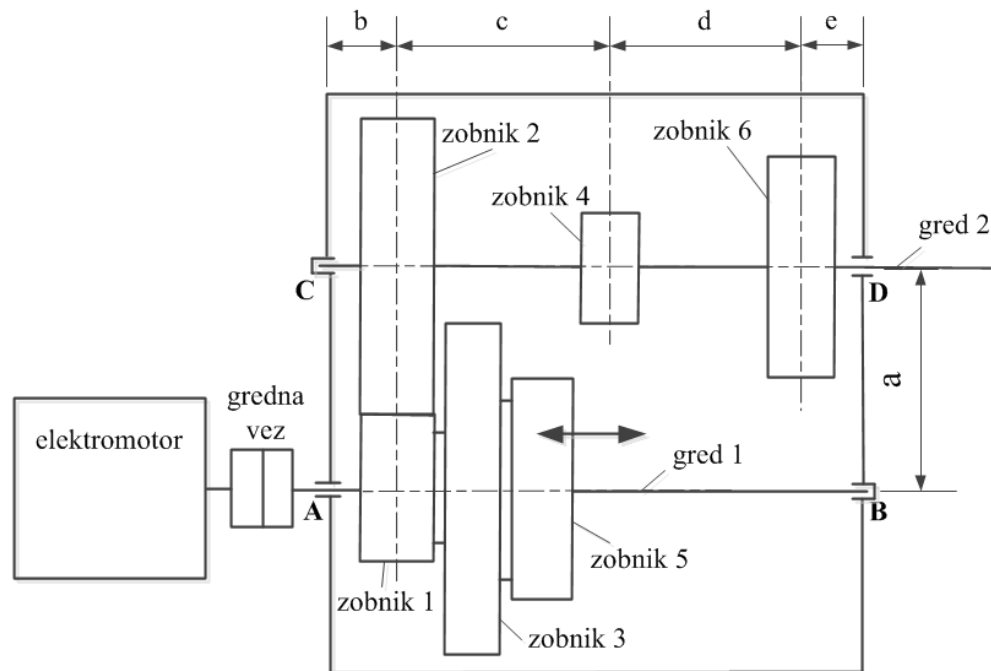 b
c
d
e
zobnik 2
zobnik 6
zobnik 4
gred 2
C
D
a
gredna
vez
elektromotor
gred 1
A
B
zobnik 5
zobnik 1
zobnik 3